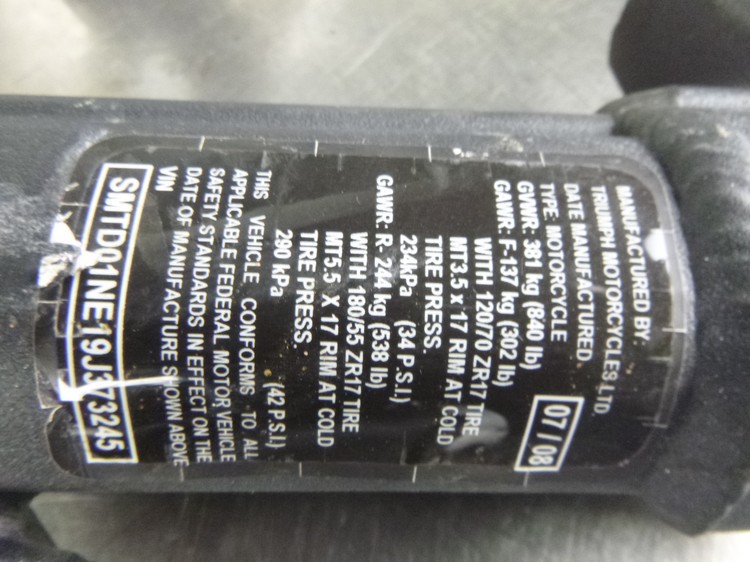 MANUFACTURED BY:
TRIUMPH MOTORCYCLES LTD
DATE MANUFACTURED 07/08
TYPE: MOTORCYCLE
GVWR: 381 kg (840 lb)
GAWR: F-137 kg (302 lb)
WITH 120/70 ZR17 TIRE
MT3.5 x 17 RIM AT COLD
TIRE PRESS.
234kPa (34 P.S.I.)
GAWR: R- 244 kg (538 lb)
WITH 180/55 ZR17 TIRE
MT5.5 X 17 RIM AT COLD
TIRE PRESS.
290 kPa (42 P.S.I.)
THIS VEHICLE CONFORMS TO ALL
APPLICABLE FEDERAL MOTOR VEHICLE
SAFETY STANDARDS IN EFFECT ON THE
DATE OF MANUFACTURE SHOWN ABOVE
VIN
SMTD01NE19J373245